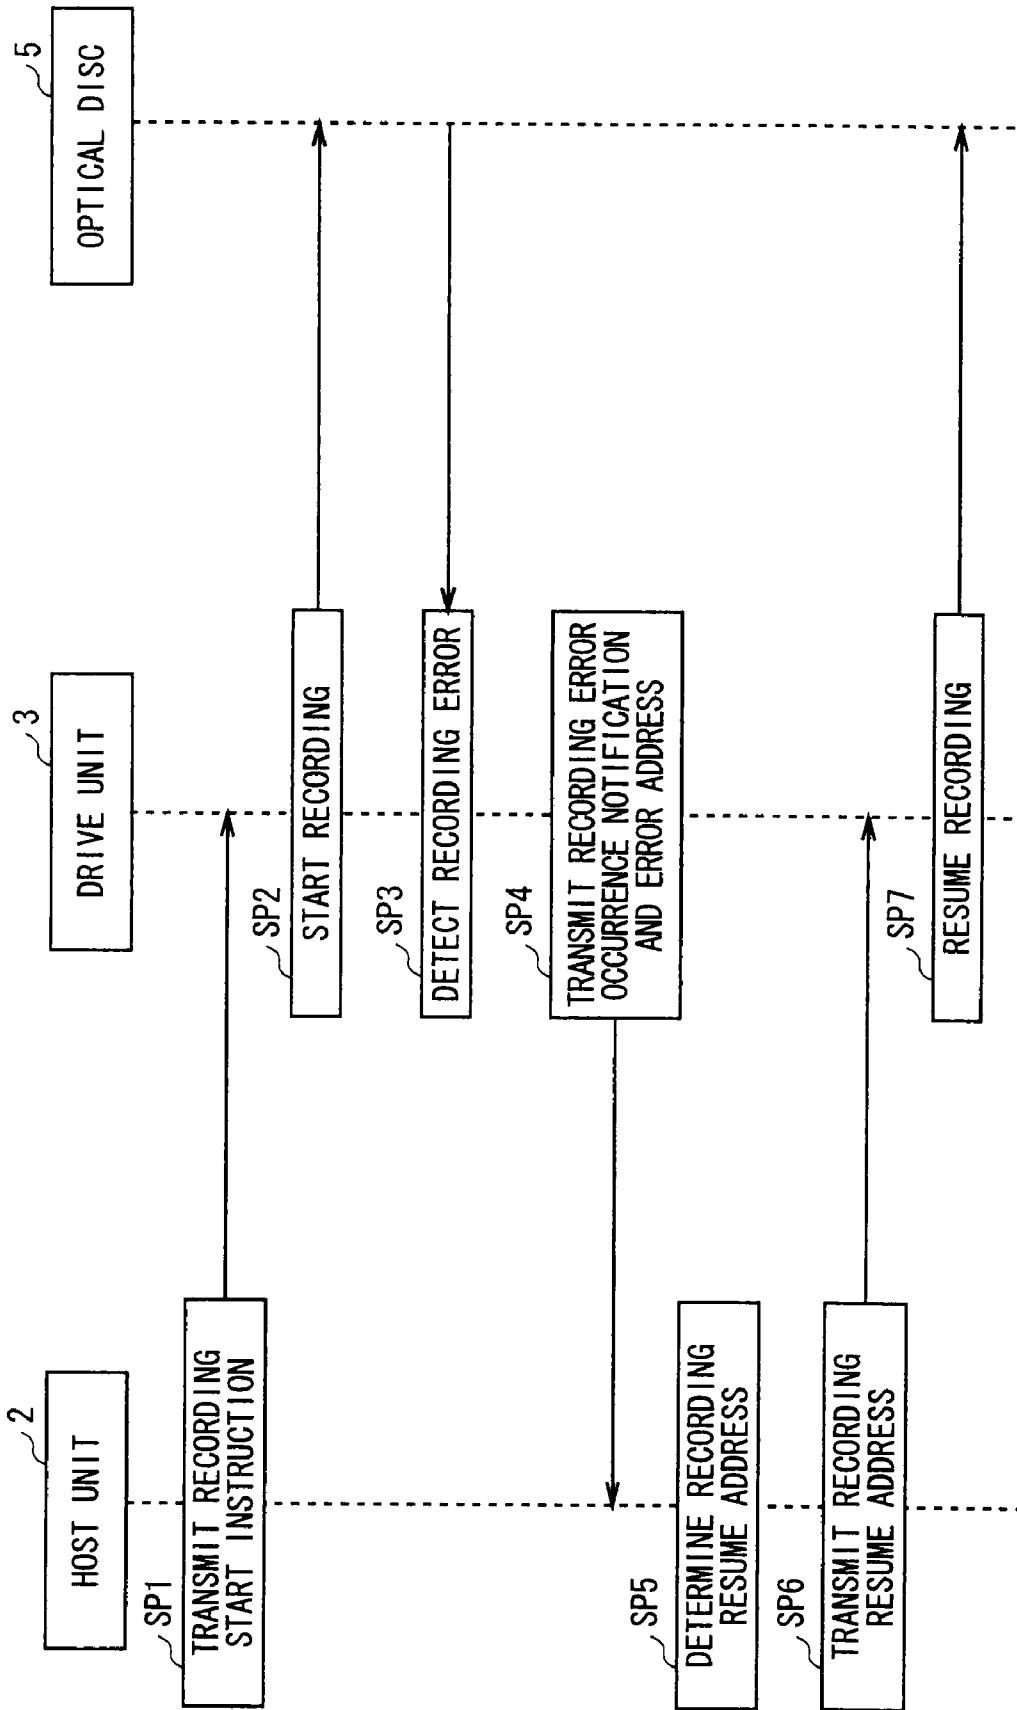 HOST UNIT
2
DRIVE UNIT
3
OPTICAL DISC
5
SP1
TRANSMIT RECORDING
START INSTRUCTION
SP2
START RECORDING
SP3
DETECT RECORDING ERROR
SP4
TRANSMIT RECORDING ERROR
OCCURRENCE NOTIFICATION
AND ERROR ADDRESS
SP5
DETERMINE RECORDING
RESUME ADDRESS
SP6
TRANSMIT RECORDING
RESUME ADDRESS
SP7
RESUME RECORDING